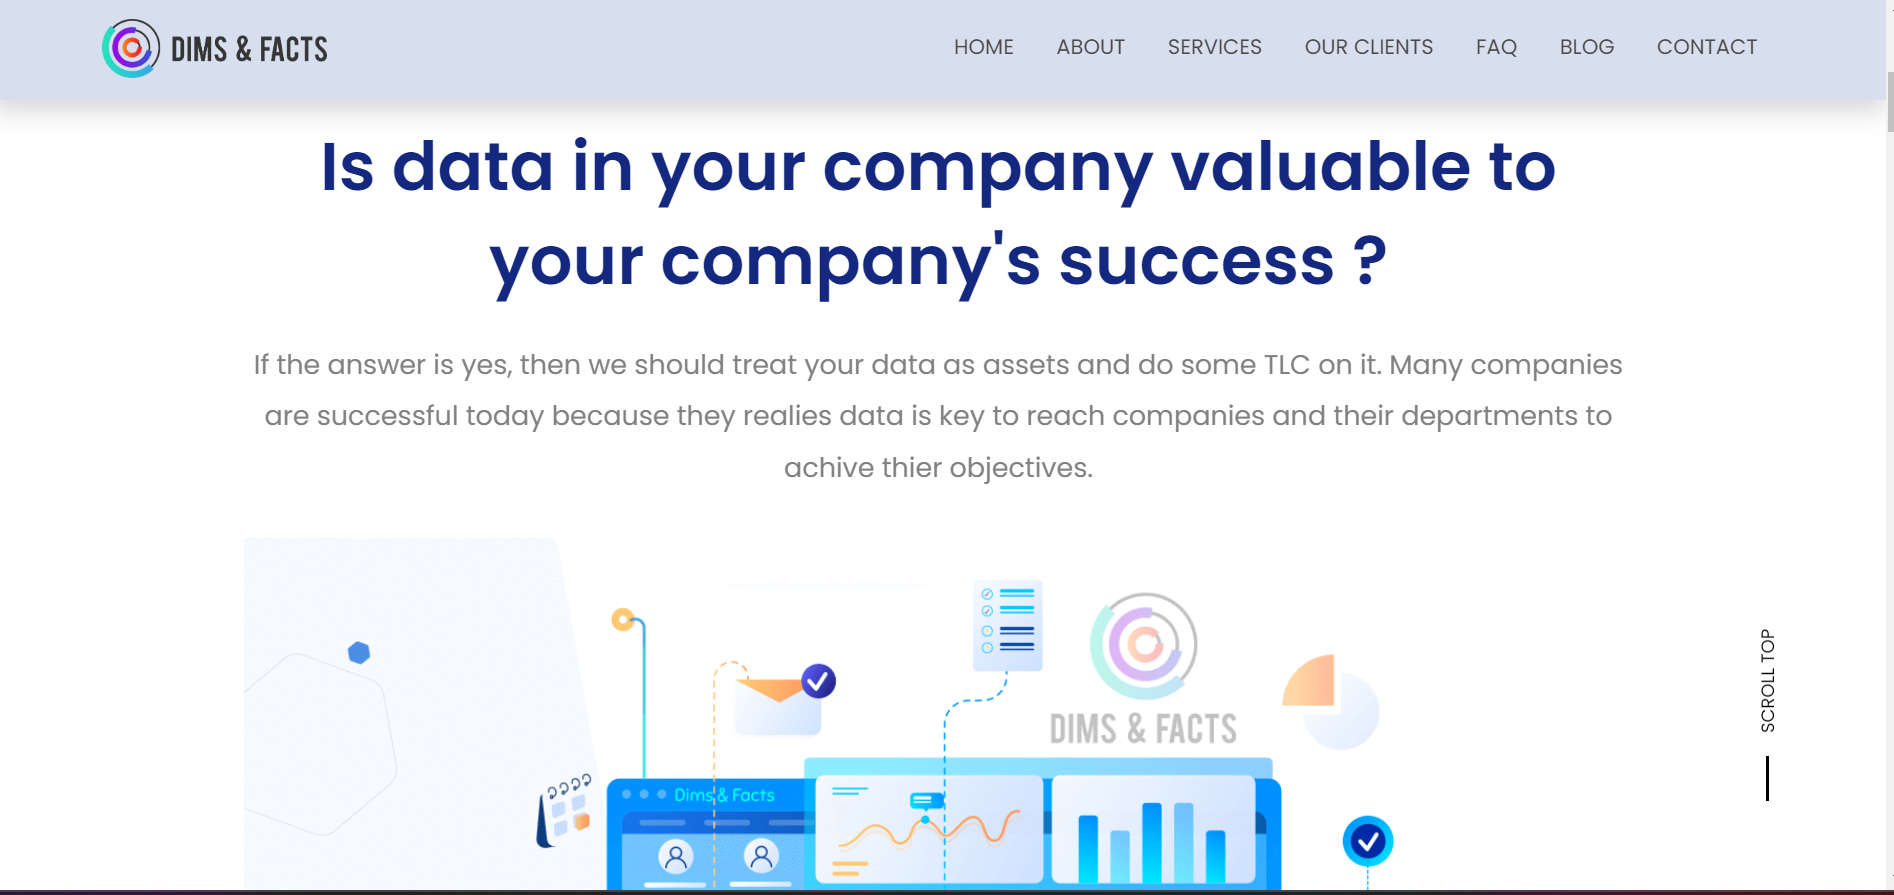 DIMS & FACTS
HOME ABOUT SERVICES OUR CLIENTS FAQ BLOG CONTACT
Is data in your company valuable to
your company's success ?
If the answer is yes, then we should treat your data as assets and do some TLC on it. Many companies
are successful today because they realies data is key to reach companies and their departments to
achive thier objectives.
DIMS & FACTS
Dims & Facts
SCROLL TOP